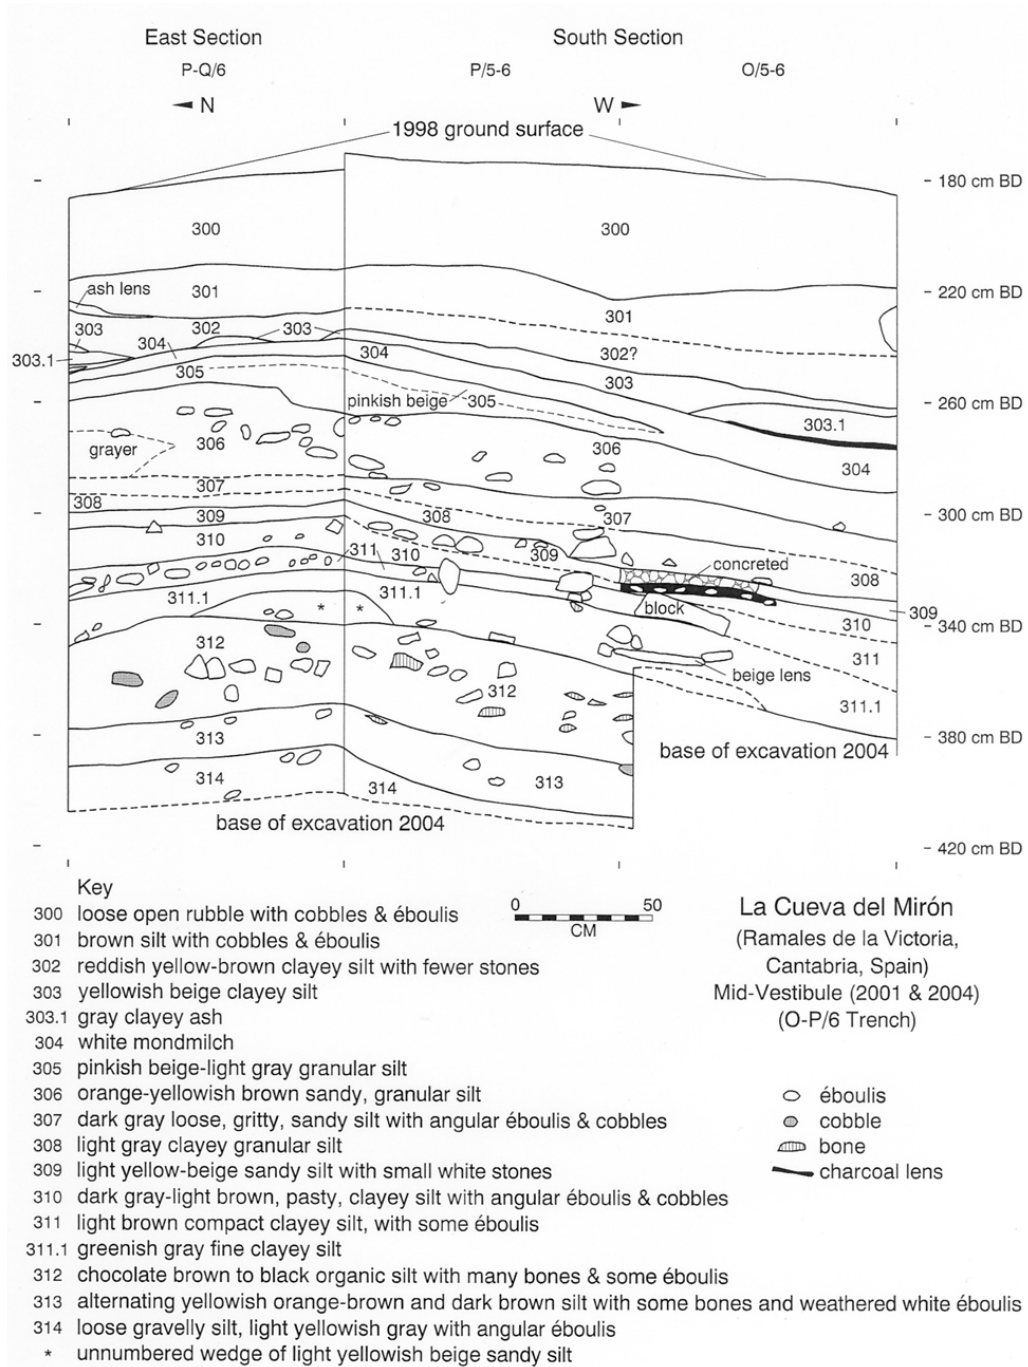 East Section
South Section
P-Q/6
P/5-6
O/5-6
N
W
1998 ground surface
180 cm BD
300
300
220 cm BD
ash lens
301
301
303
302
303
302?
303.1
304
304
303
305
pinkish beige
305
260 cm BD
303.1
grayer
306
306
304
307
308
308
307
300 cm BD
309
310
311
310
309
concreted
308
311.1
311.1
block
309
* *
310
340 cm BD
312
311
beige lens
312
311.1
313
380 cm BD
base of excavation 2004
314
314
313
base of excavation 2004
420 cm BD
Key
300 loose open rubble with cobbles & éboulis
301 brown silt with cobbles & éboulis
302 reddish yellow-brown clayey silt with fewer stones
303 yellowish beige clayey silt
303.1 gray clayey ash
304 white mondmilch
305 pinkish beige-light gray granular silt
306 orange-yellowish brown sandy, granular silt
307 dark gray loose, gritty, sandy silt with angular éboulis & cobbles
308 light gray clayey granular silt
309 light yellow-beige sandy silt with small white stones
310 dark gray-light brown, pasty, clayey silt with angular éboulis & cobbles
311 light brown compact clayey silt, with some éboulis
311.1 greenish gray fine clayey silt
312 chocolate brown to black organic silt with many bones & some éboulis
313 alternating yellowish orange-brown and dark brown silt with some bones and weathered white éboulis
314 loose gravelly silt, light yellowish gray with angular éboulis
* unnumbered wedge of light yellowish beige sandy silt
0 50
CM
La Cueva del Mirón
(Ramales de la Victoria,
Cantabria, Spain)
Mid-Vestibule (2001 & 2004)
(O-P/6 Trench)
éboulis
cobble
bone
charcoal lens